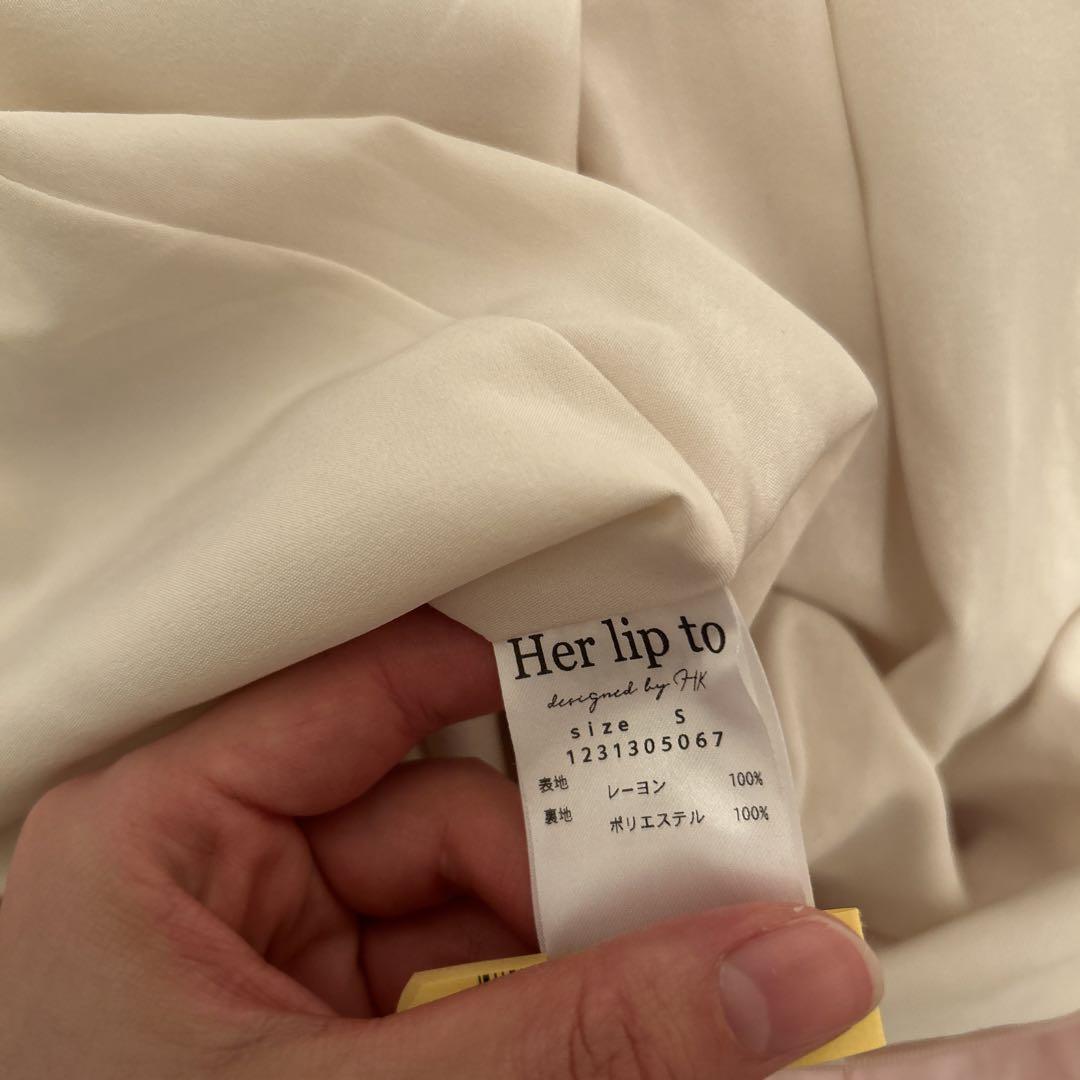 Her lip to
designed by HK
size S
1231305067
表地 レーヨン 100%
裏地 ポリエステル 100%